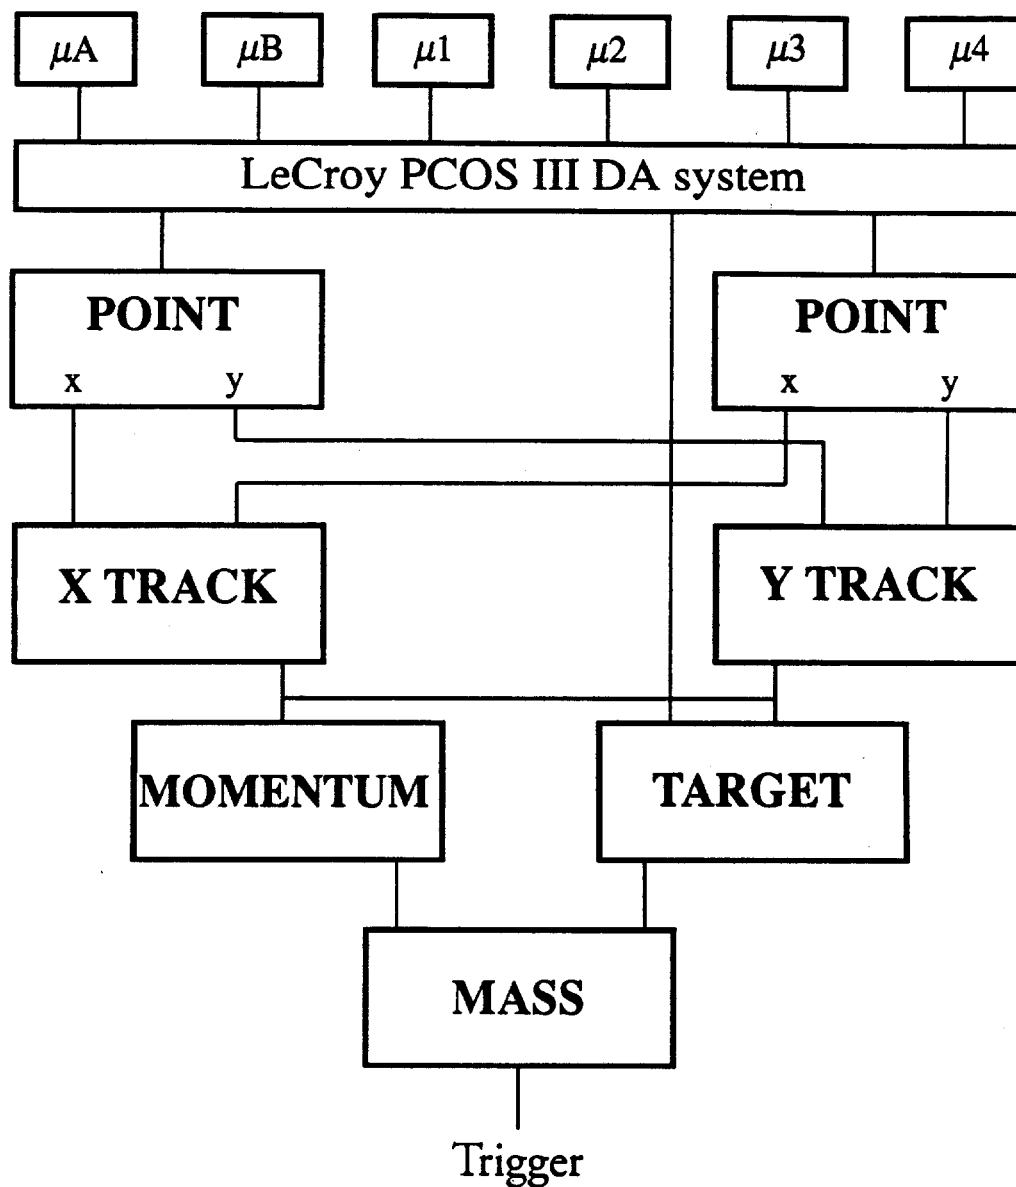 μA μB μ1 μ2 μ3 μ4
LeCroy PCOS III DA system
POINT POINT
x y x y
X TRACK Y TRACK
MOMENTUM TARGET
MASS
Trigger